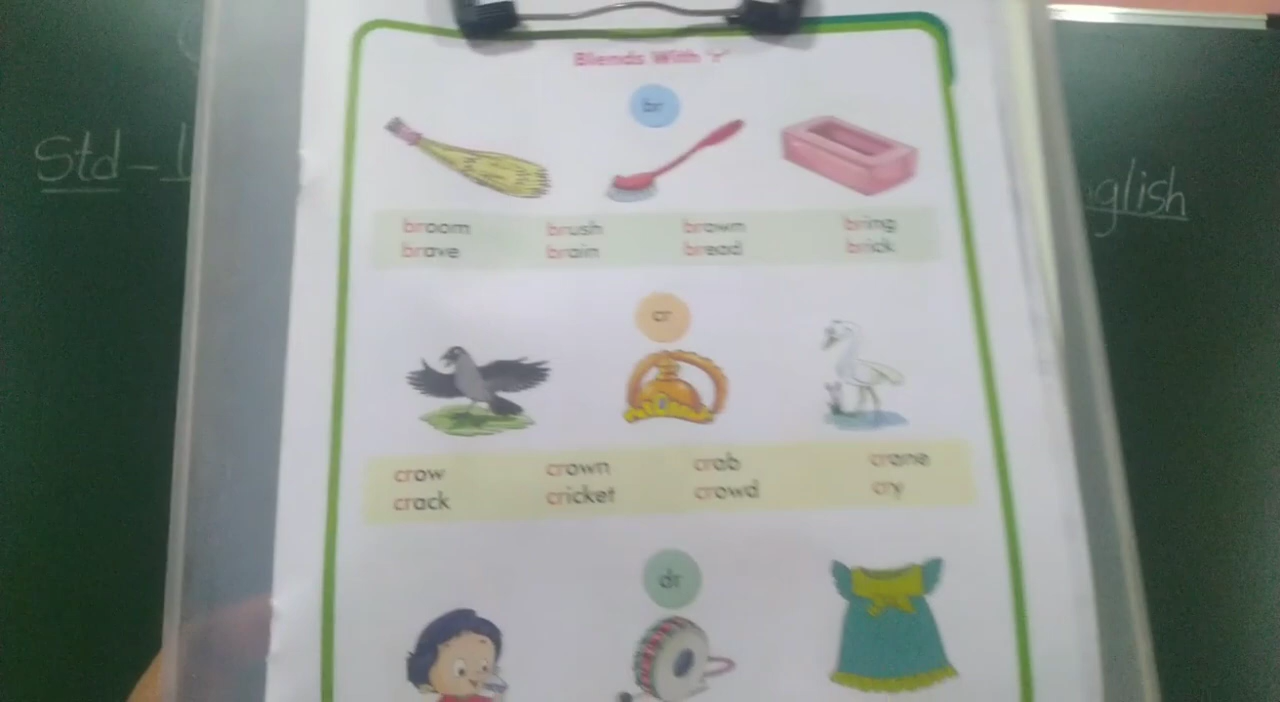 Blends With 'r'
br
broom brush brown bring
brave brain bread brick
cr
crow crown crab crane
crack cricket crowd cry
dr
Std -
glish